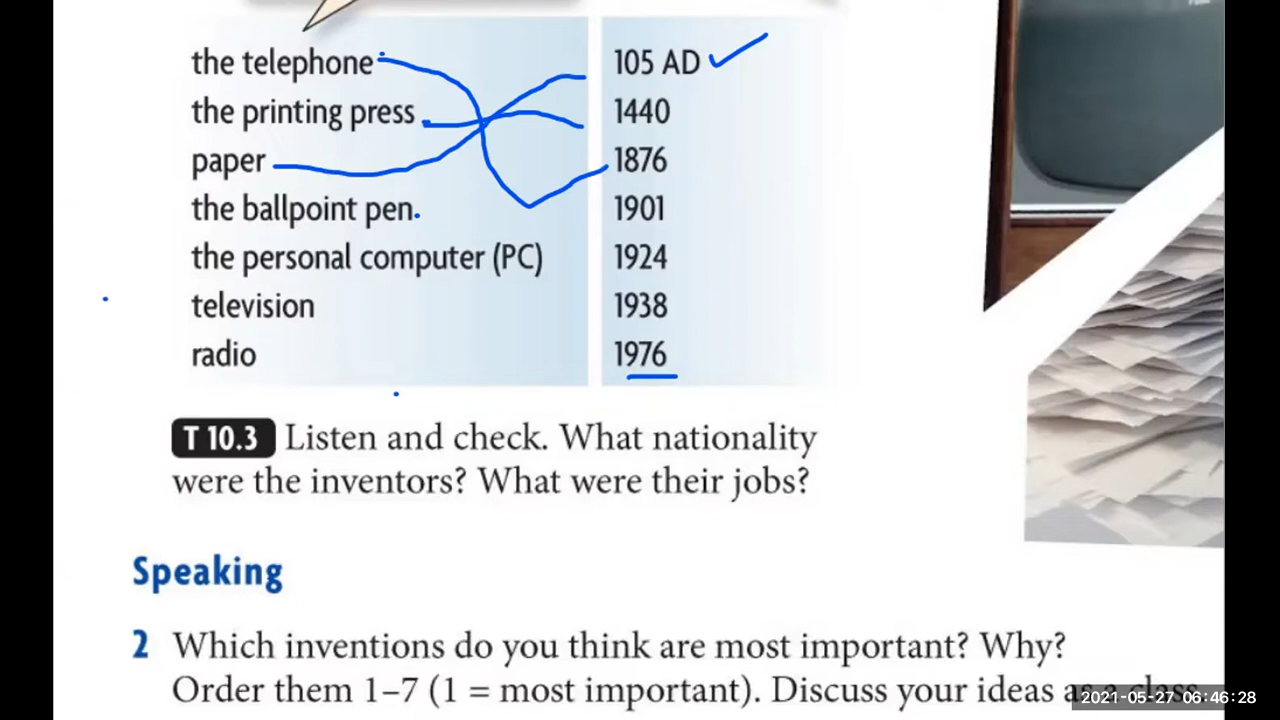 the telephone 105 AD
the printing press 1440
paper 1876
the ballpoint pen 1901
the personal computer (PC) 1924
television 1938
radio 1976
T 10.3 Listen and check. What nationality
were the inventors? What were their jobs?
Speaking
2 Which inventions do you think are most important? Why?
Order them 1–7 (1 = most important). Discuss your ideas as a class.
2021-05-27 06:46:28